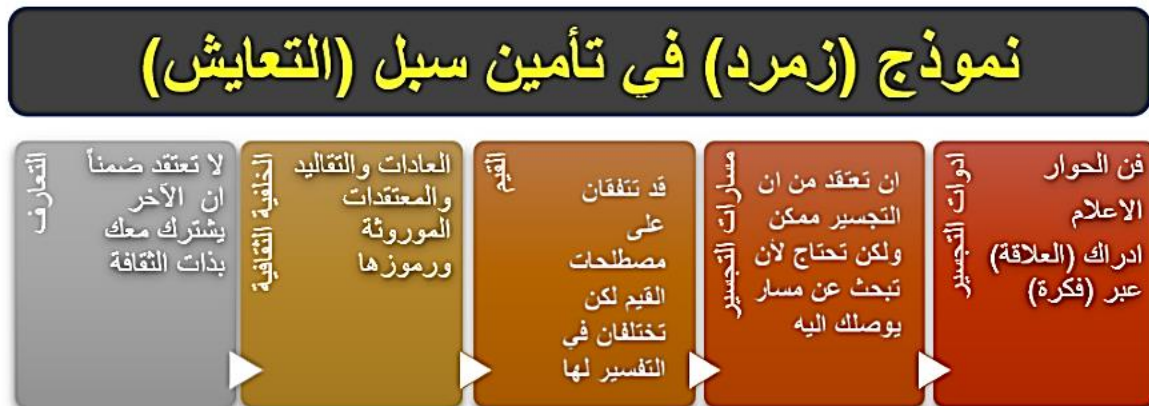 نموذج (زمرد) في تأمين سبل (التعايش)
التعارف
لا تعتقد ضمناً
ان الآخر
يشترك معك
بذات الثقافة
الخلفية الثقافية
العادات والتقاليد
والمعتقدات
الموروثة
ورموزها
القيم
قد تتفقان
على
مصطلحات
القيم لكن
تختلفان في
التفسير لها
مسارات التجسير
ان تعتقد من ان
التجسير ممكن
ولكن تحتاج لأن
تبحث عن مسار
يوصلك اليه
ادوات التجسير
فن الحوار
الاعلام
ادراك (العلاقة)
عبر (فكرة)